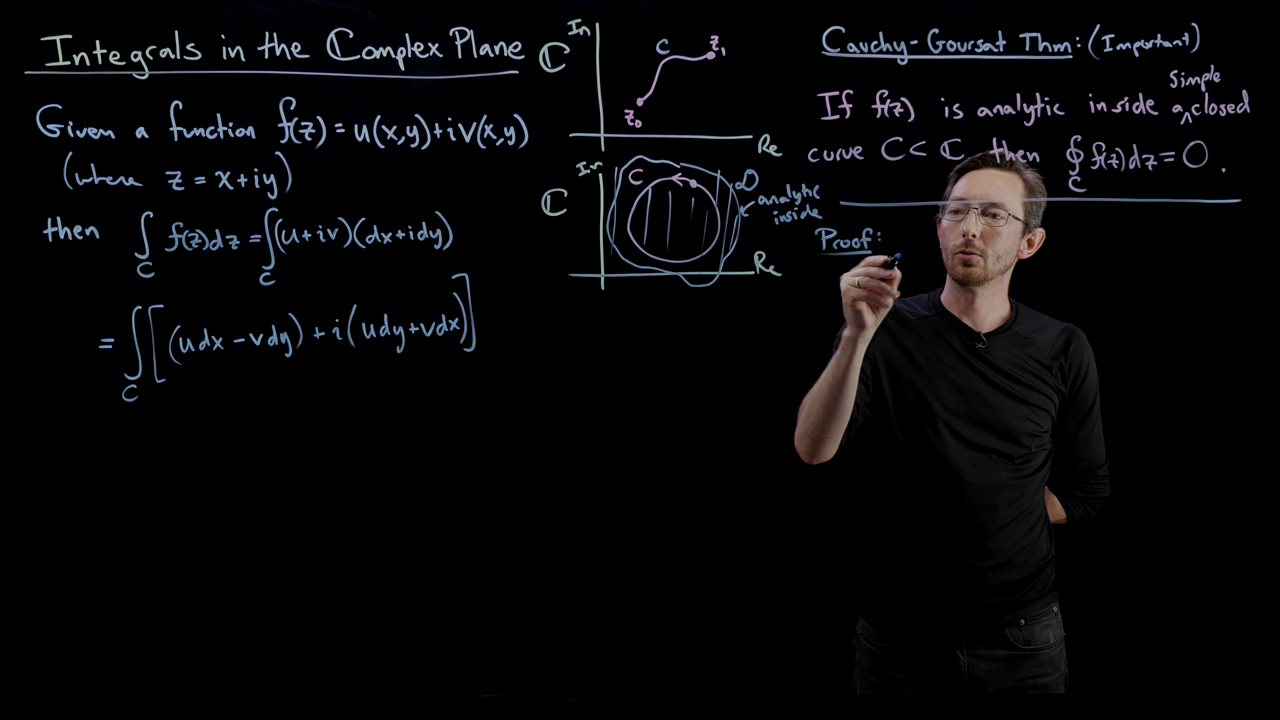 Integrals in the Complex Plane
Given a function f(z) = u(x,y)+iv(x,y)
(where z = x+iy)
then ∫_C f(z)dz = ∫_C (u+iv)(dx+idy)
= ∫_C [(udx - vdy) + i(udy+vdx)]
ℂ
Im
C
z₁
z₀
Re
ℂ
Im
C
D
analytic
inside
Re
Cauchy-Goursat Thm: (Important)
If f(z) is analytic inside a simple closed
curve C < ℂ, then ∮_C f(z)dz = 0.
Proof: